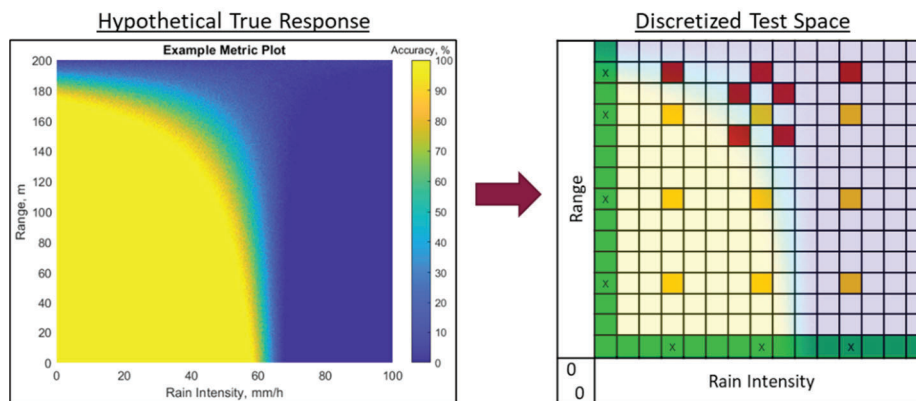 Hypothetical True Response
Discretized Test Space
Example Metric Plot
Accuracy, %
200
180
160
140
120
100
80
60
40
20
0
Range, m
0
20
40
60
80
100
Rain Intensity, mm/h
100
90
80
70
60
50
40
30
20
10
0
Range
x
x
x
x
x
x
x
0
0
Rain Intensity